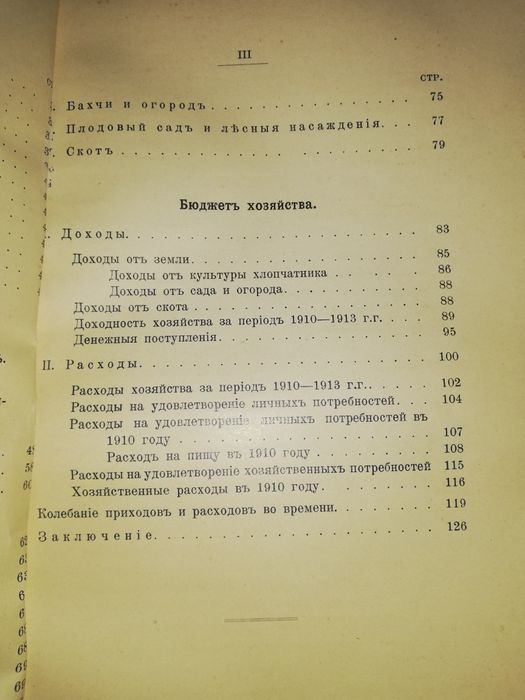 III
СТР.
Бахчи и огородъ . . . . . . . . . . . . . 75
Плодовый садъ и лѣсныя насажденія. . . 77
Скотъ . . . . . . . . . . . 79
Бюджетъ хозяйства.
I. Доходы. . . . . . . . . . . . . . . . 83
Доходы отъ земли. . . . . . . . . . . . 85
Доходы отъ культуры хлопчатника . . . . 86
Доходы отъ сада и огорода. . . . . . . . 88
Доходы отъ скота . . . . . . . . . . . . 88
Доходность хозяйства за періодъ 1910—1913 г.г. . . . . 89
Денежныя поступленія. . . . . . . . . . 95
II. Расходы. . . . . . . . . . . . . . . 100
Расходы хозяйства за періодъ 1910—1913 г.г.. . . . . 102
Расходы на удовлетвореніе личныхъ потребностей. . . . 104
Расходы на удовлетвореніе личныхъ потребностей въ
1910 году . . . . . . . . . . . . . . 107
Расходъ на пищу въ 1910 году . . . . . . 108
Расходы на удовлетвореніе хозяйственныхъ потребностей 115
Хозяйственные расходы въ 1910 году. . . . . . 116
Колебаніе приходовъ и расходовъ во времени. . . . . . 119
Заключеніе. . . . . . . . . . . . . . . 126